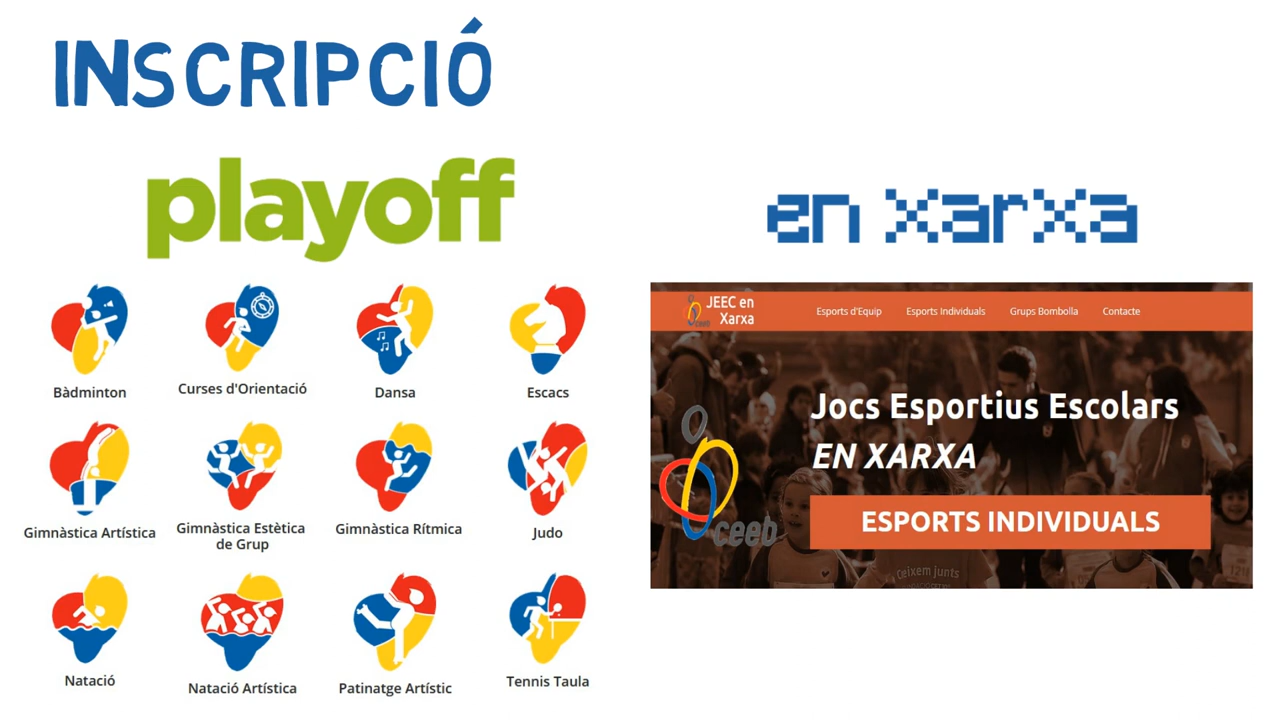 INSCRIPCIÓ
playoff
Bàdminton
Curses d'Orientació
Dansa
Escacs
Gimnàstica Artística
Gimnàstica Estètica
de Grup
Gimnàstica Rítmica
Judo
Natació
Natació Artística
Patinatge Artístic
Tennis Taula
en xarxa
JEEC en
Xarxa
Esports d'Equip
Esports Individuals
Grups Bombolla
Contacte
Jocs Esportius Escolars
EN XARXA
ESPORTS INDIVIDUALS
ceeb
Deixem junts